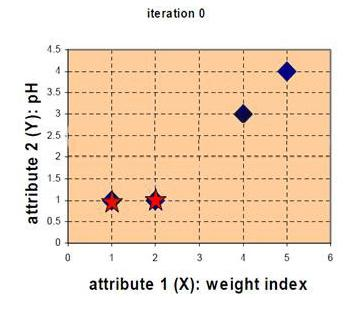 iteration 0
4.5
4
3.5
3
2.5
2
1.5
1
0.5
0
0 1 2 3 4 5 6
attribute 2 (Y): pH
attribute 1 (X): weight index